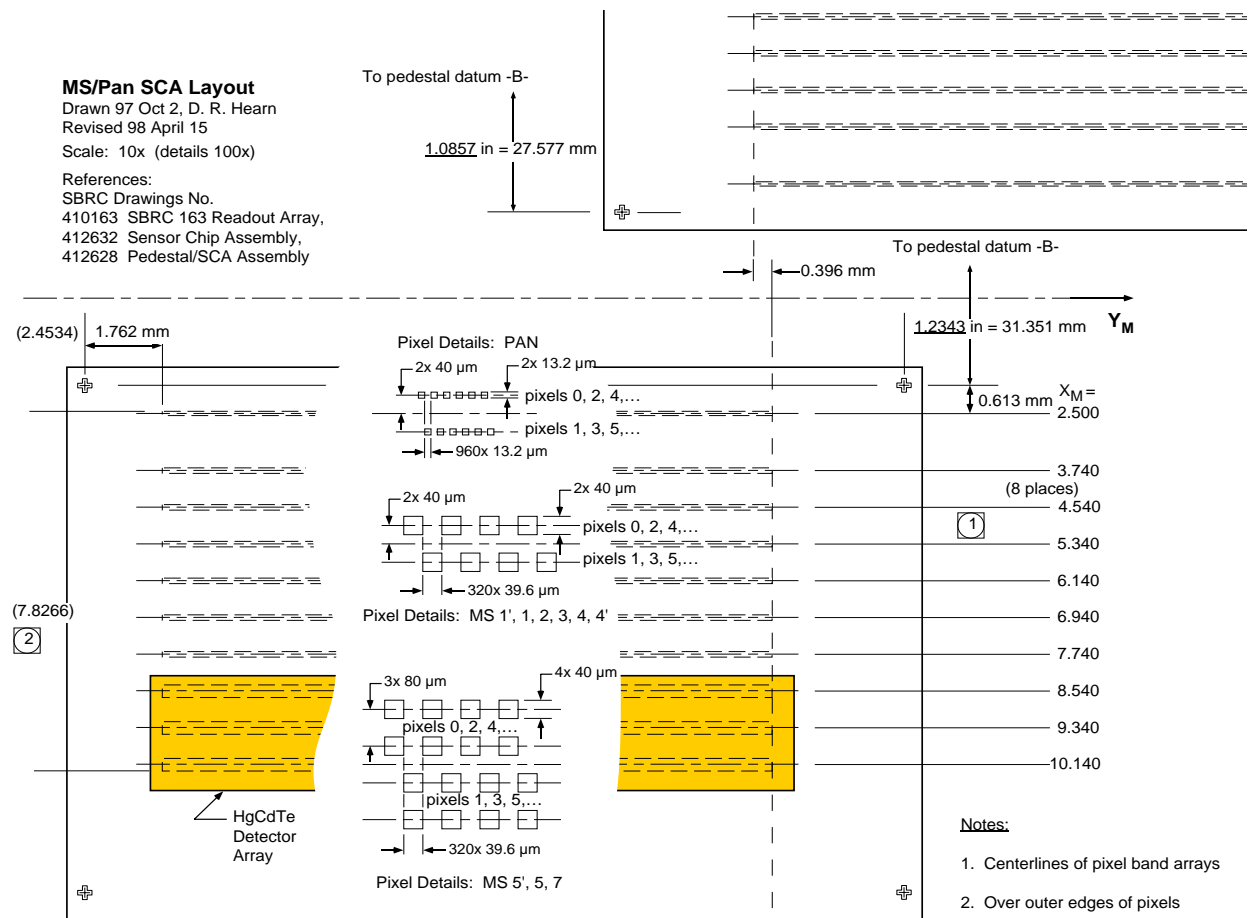 MS/Pan SCA Layout
Drawn 97 Oct 2, D. R. Hearn
Revised 98 April 15
Scale: 10x (details 100x)
References:
SBRC Drawings No.
410163 SBRC 163 Readout Array,
412632 Sensor Chip Assembly,
412628 Pedestal/SCA Assembly
To pedestal datum -B-
1.0857 in = 27.577 mm
To pedestal datum -B-
0.396 mm
1.2343 in = 31.351 mm
YM
(2.4534)
1.762 mm
Pixel Details: PAN
2x 40 µm
2x 13.2 µm
pixels 0, 2, 4,…
pixels 1, 3, 5,…
960x 13.2 µm
0.613 mm
XM =
2.500
3.740
(8 places)
4.540
1
5.340
6.140
6.940
7.740
8.540
9.340
10.140
2x 40 µm
2x 40 µm
pixels 0, 2, 4,…
pixels 1, 3, 5,…
320x 39.6 µm
Pixel Details: MS 1', 1, 2, 3, 4, 4'
(7.8266)
2
3x 80 µm
4x 40 µm
pixels 0, 2, 4,…
pixels 1, 3, 5,…
320x 39.6 µm
Pixel Details: MS 5', 5, 7
HgCdTe
Detector
Array
Notes:
1. Centerlines of pixel band arrays
2. Over outer edges of pixels